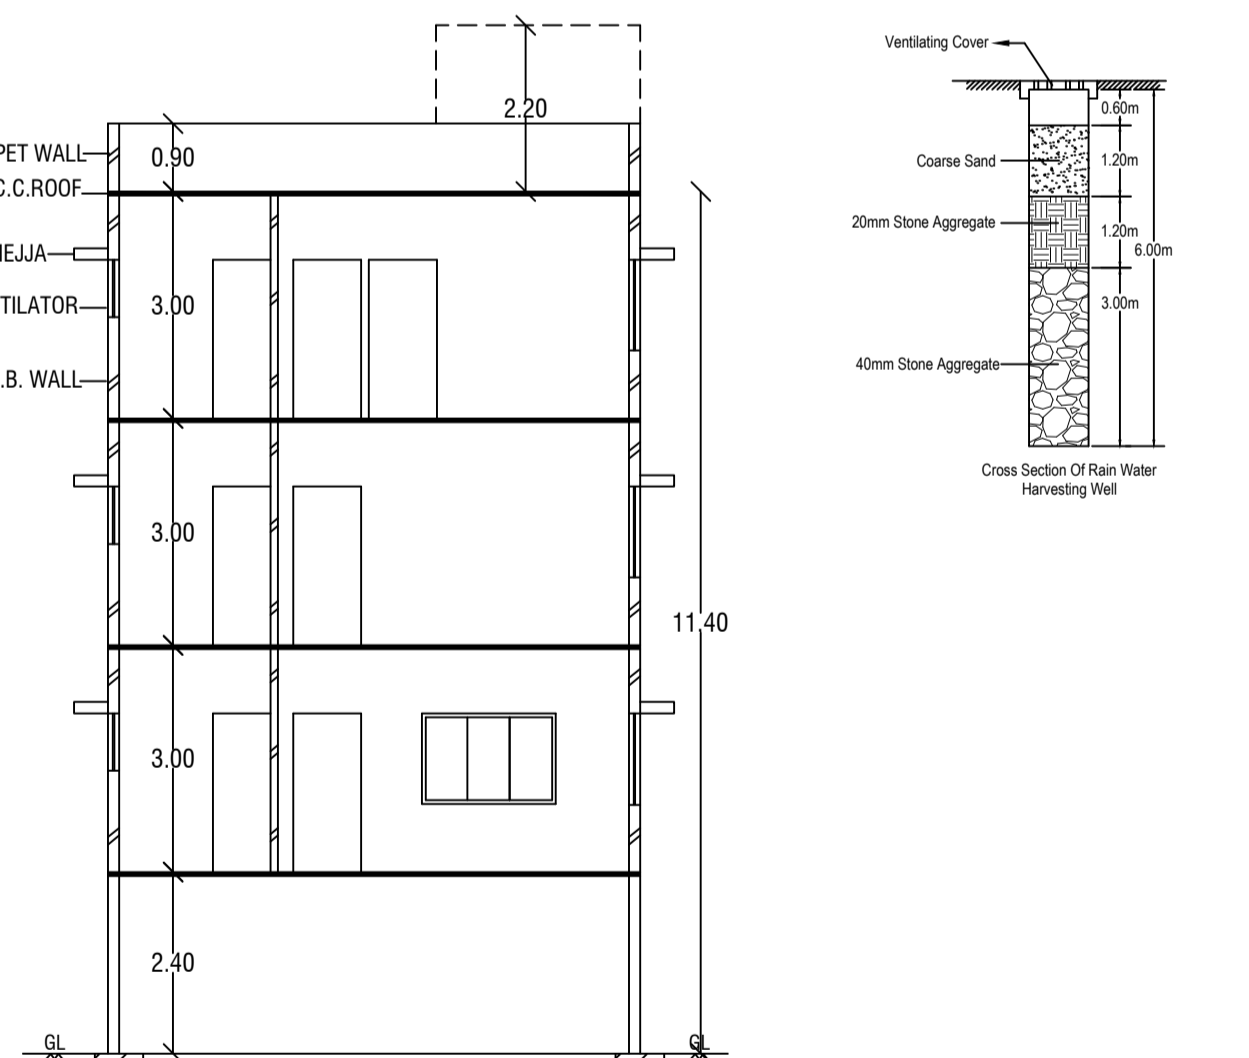 2.20
PET WALL
0.90
C.C.ROOF
HEJJA
TILATOR
3.00
.B. WALL
3.00
11.40
3.00
2.40
GL
GL
Ventilating Cover
0.60m
Coarse Sand
1.20m
20mm Stone Aggregate
1.20m
6.00m
3.00m
40mm Stone Aggregate
Cross Section Of Rain Water
Harvesting Well